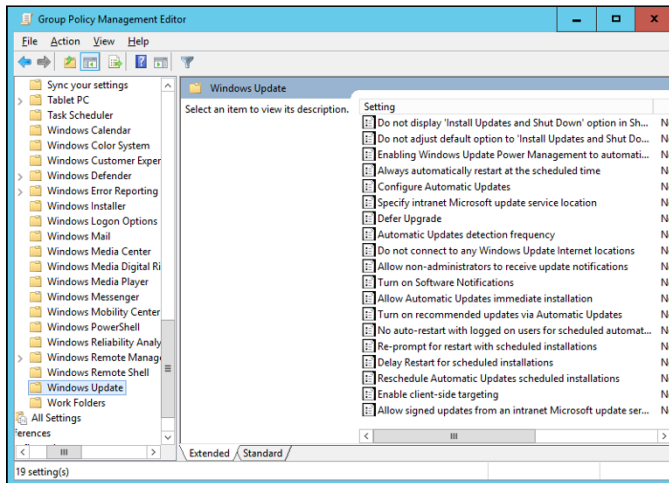 Group Policy Management Editor
File Action View Help
Sync your settings
Tablet PC
Task Scheduler
Windows Calendar
Windows Color System
Windows Customer Exper
Windows Defender
Windows Error Reporting
Windows Installer
Windows Logon Options
Windows Mail
Windows Media Center
Windows Media Digital Ri
Windows Media Player
Windows Messenger
Windows Mobility Center
Windows PowerShell
Windows Reliability Analy
Windows Remote Manag
Windows Remote Shell
Windows Update
Work Folders
All Settings
erences
Windows Update
Select an item to view its description.
Setting
Do not display 'Install Updates and Shut Down' option in Sh... N
Do not adjust default option to 'Install Updates and Shut Do... N
Enabling Windows Update Power Management to automati... N
Always automatically restart at the scheduled time N
Configure Automatic Updates N
Specify intranet Microsoft update service location N
Defer Upgrade N
Automatic Updates detection frequency N
Do not connect to any Windows Update Internet locations N
Allow non-administrators to receive update notifications N
Turn on Software Notifications N
Allow Automatic Updates immediate installation N
Turn on recommended updates via Automatic Updates N
No auto-restart with logged on users for scheduled automat... N
Re-prompt for restart with scheduled installations N
Delay Restart for scheduled installations N
Reschedule Automatic Updates scheduled installations N
Enable client-side targeting N
Allow signed updates from an intranet Microsoft update ser... N
Extended Standard
19 setting(s)